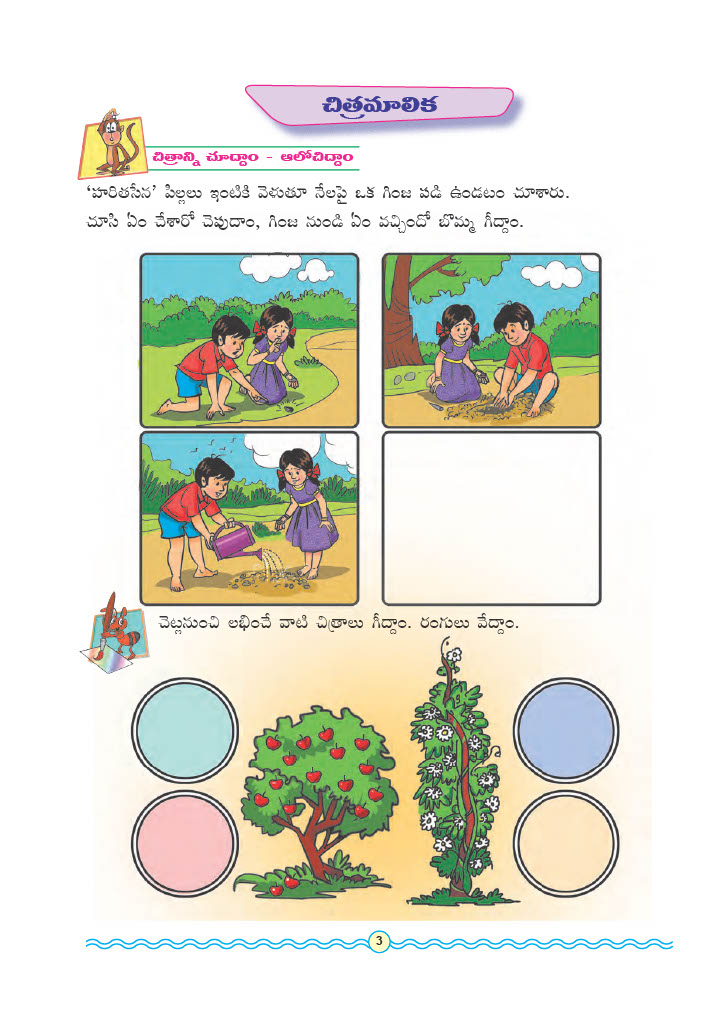 చిత్రమాలిక
చిత్రాన్ని చూద్దాం - ఆలోచిద్దాం
‘హరితసేన’ పిల్లలు ఇంటికి వెళుతూ నేలపై ఒక గింజ పడి ఉండటం చూశారు.
చూసి ఏం చేశారో చెపుదాం, గింజ నుండి ఏం వచ్చిందో బొమ్మ గీద్దాం.
చెట్లనుంచి లభించే వాటి చిత్రాలు గీద్దాం. రంగులు వేద్దాం.
3